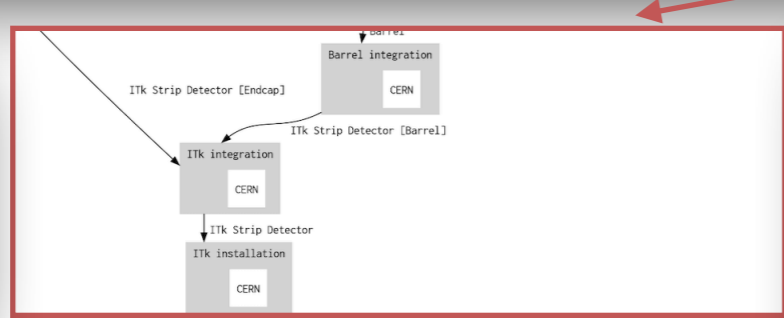 Barrel
Barrel integration
CERN
ITk Strip Detector [Endcap]
ITk Strip Detector [Barrel]
ITk integration
CERN
ITk Strip Detector
ITk installation
CERN